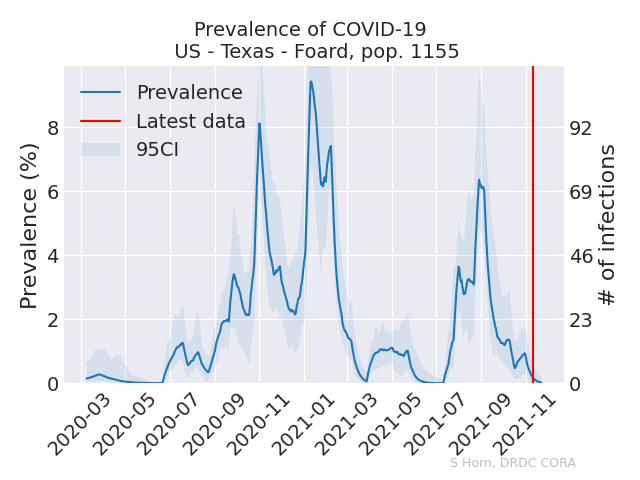 Prevalence of COVID-19
US - Texas - Foard, pop. 1155
Prevalence
Latest data
95CI
Prevalence (%)
8
6
4
2
0
# of infections
92
69
46
23
0
2020-03
2020-05
2020-07
2020-09
2020-11
2021-01
2021-03
2021-05
2021-07
2021-09
2021-11
S Horn, DRDC CORA